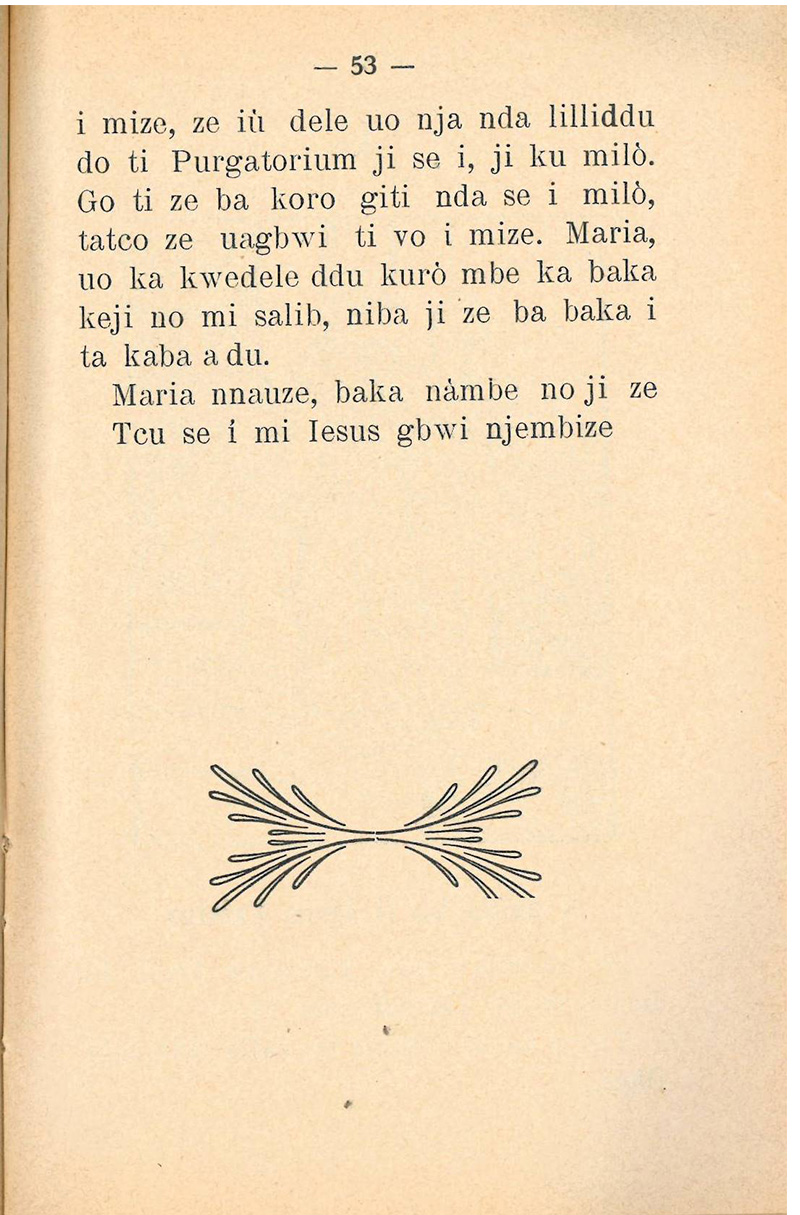 — 53 —
i mize, ze iù dele uo nja nda lilliddu
do ti Purgatorium ji se i, ji ku milò.
Go ti ze ba koro giti nda se i milò,
tatco ze uagbwi ti vo i mize. Maria,
uo ka kwedele ddu kurò mbe ka baka
keji no mi salib, niba ji ze ba baka i
ta kaba a du.
Maria nnauze, baka nàmbe no ji ze
Tcu se í mi Iesus gbwi njembize